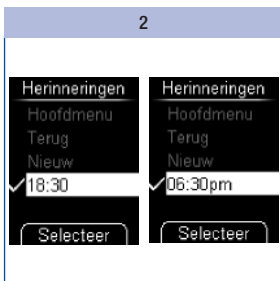 2
Herinneringen
Hoofdmenu
Terug
Nieuw
18:30
Selecteer
Herinneringen
Hoofdmenu
Terug
Nieuw
06:30pm
Selecteer